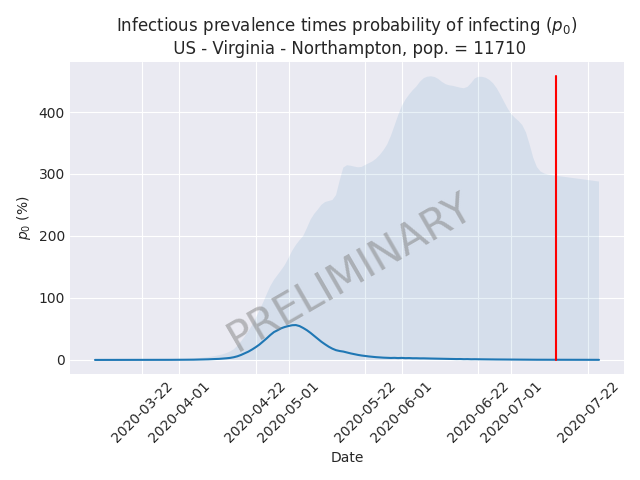 Infectious prevalence times probability of infecting (p₀)
US - Virginia - Northampton, pop. = 11710
400
300
200
100
0
p₀ (%)
PRELIMINARY
2020-03-22
2020-04-01
2020-04-22
2020-05-01
2020-05-22
2020-06-01
2020-06-22
2020-07-01
2020-07-22
Date